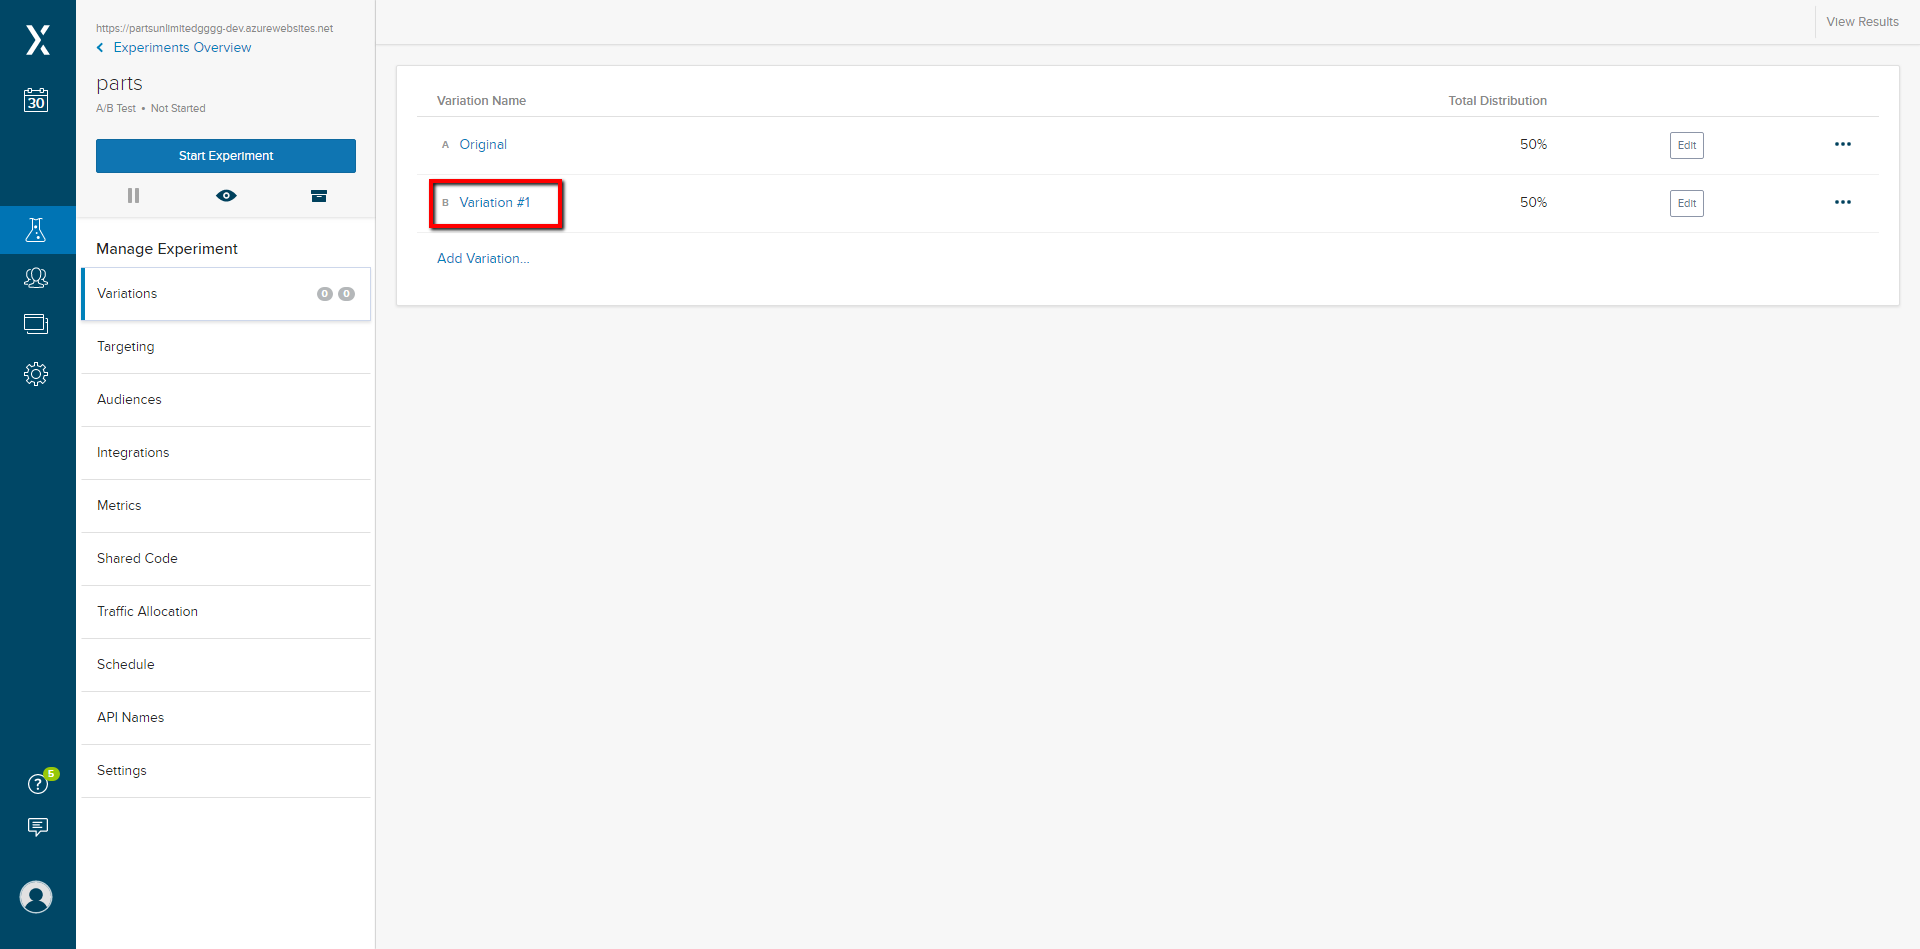 https://partsunlimitedgggg-dev.azurewebsites.net
Experiments Overview
parts
A/B Test • Not Started
Start Experiment
30
Manage Experiment
Variations 0 0
Targeting
Audiences
Integrations
Metrics
Shared Code
Traffic Allocation
Schedule
API Names
Settings
? 5
View Results
Variation Name Total Distribution
A Original 50% Edit
B Variation #1 50% Edit
Add Variation...